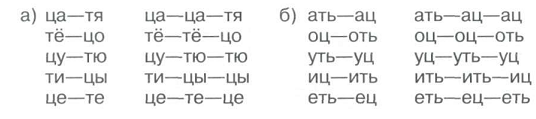 а) ца—тя ца—ца—тя б) ать—ац ать—ац—ац
тё—цо тё—тё—цо оц—оть оц—оц—оть
цу—тю цу—тю—тю уть—уц уц—уть—уц
ти—цы ти—цы—цы иц—ить ить—ить—иц
це—те це—те—це еть—ец еть—ец—еть